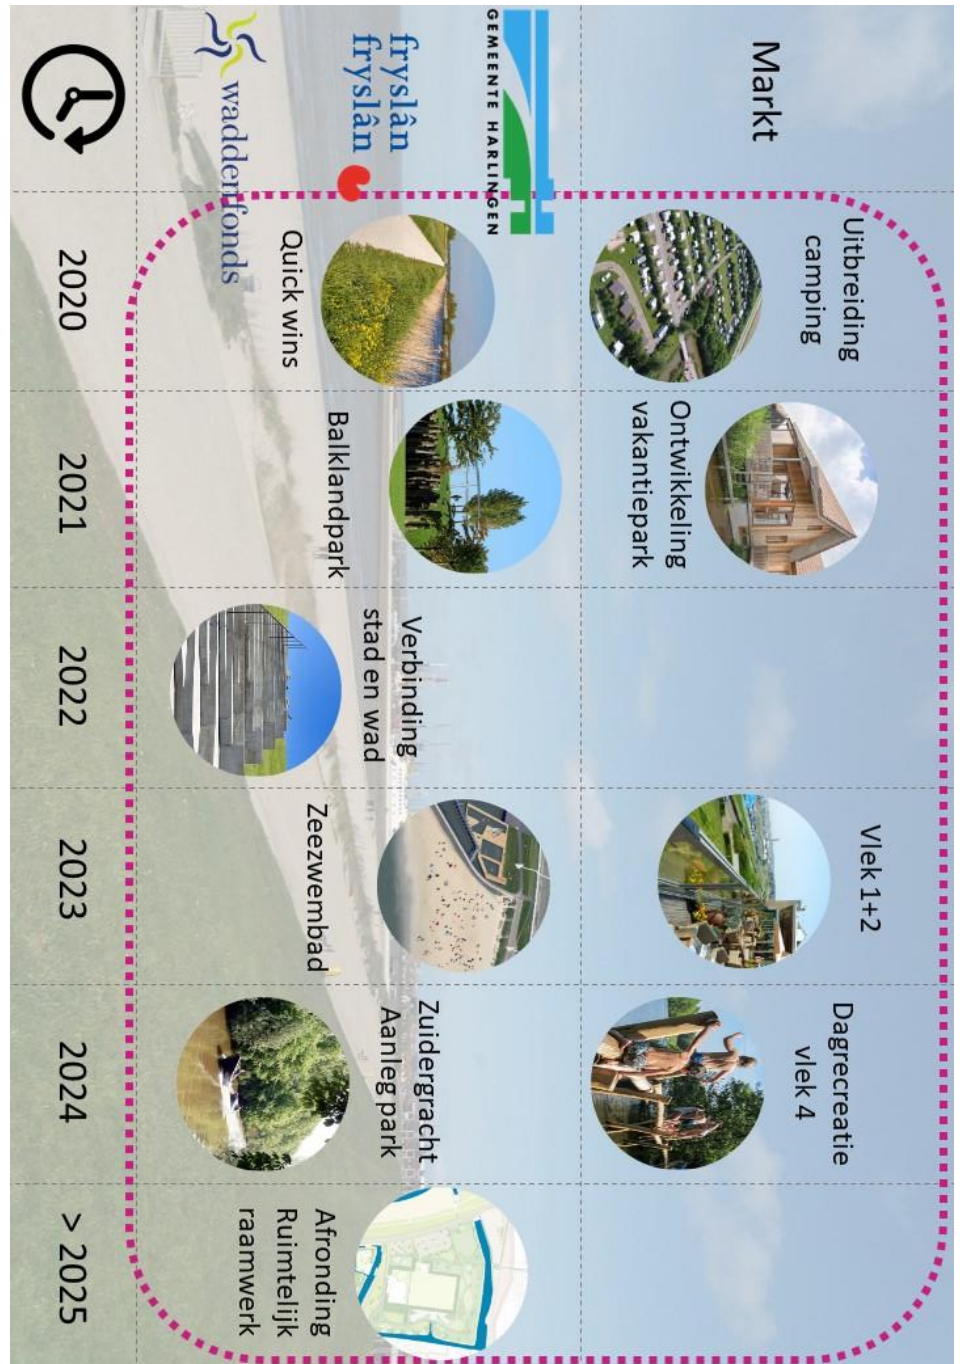 Markt
Uitbreiding
camping
Ontwikkeling
vakantiepark
Vlek 1+2
Dagrecreatie
vlek 4
GEMEENTE HARLINGEN
fryslân
fryslân
waddenfonds
Quick wins
Balklandpark
Verbinding
stad en wad
Zeezwembad
Zuidergracht
Aanleg park
Afronding
Ruimtelijk
raamwerk
2020
2021
2022
2023
2024
> 2025